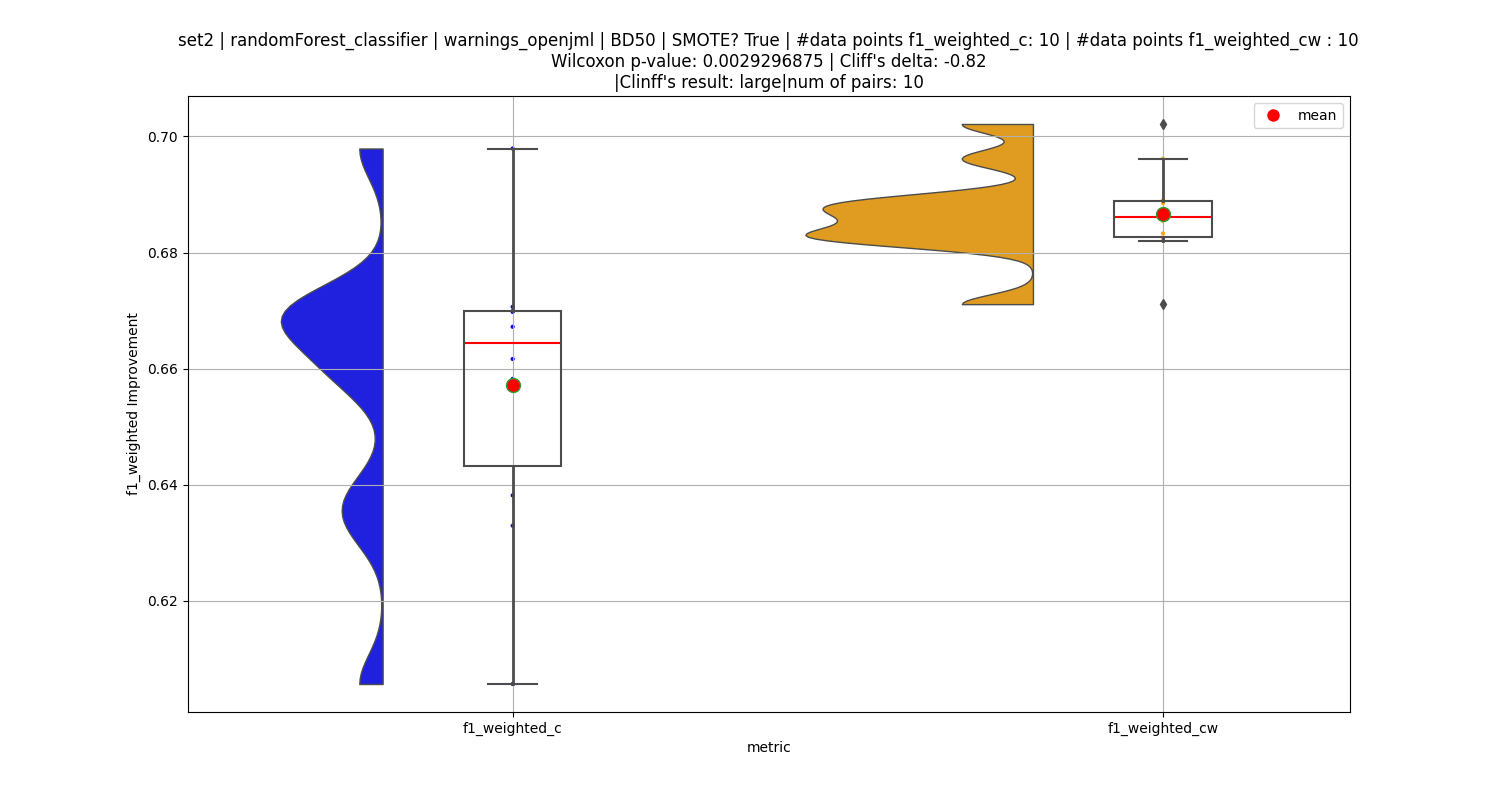 set2 | randomForest_classifier | warnings_openjml | BD50 | SMOTE? True | #data points f1_weighted_c: 10 | #data points f1_weighted_cw : 10
Wilcoxon p-value: 0.0029296875 | Cliff's delta: -0.82
|Clinff's result: large|num of pairs: 10
mean
0.70
0.68
0.66
0.64
0.62
f1_weighted Improvement
f1_weighted_c
f1_weighted_cw
metric